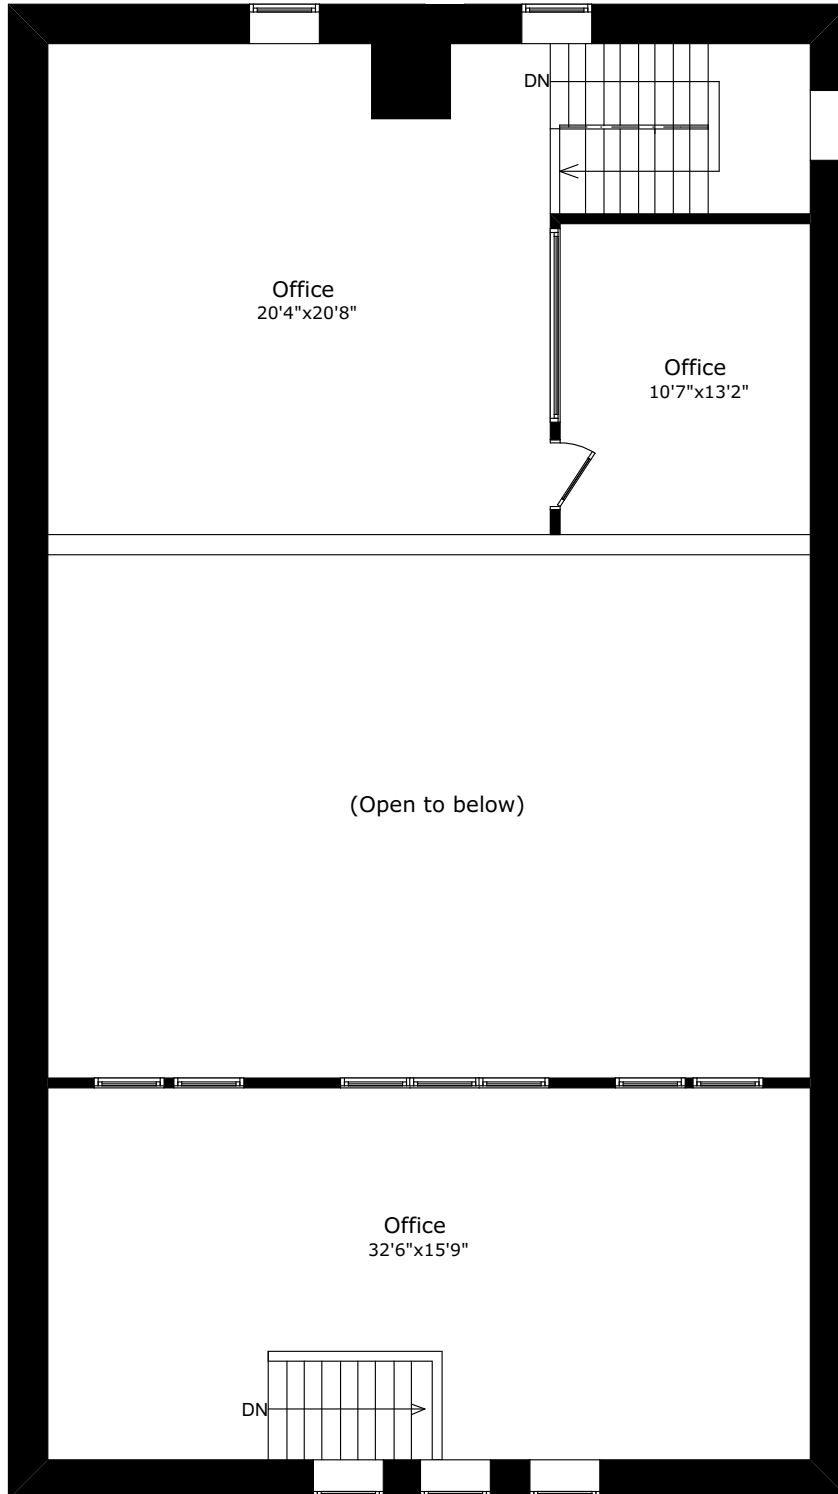 DN
Office
20'4"x20'8"
Office
10'7"x13'2"
(Open to below)
Office
32'6"x15'9"
DN